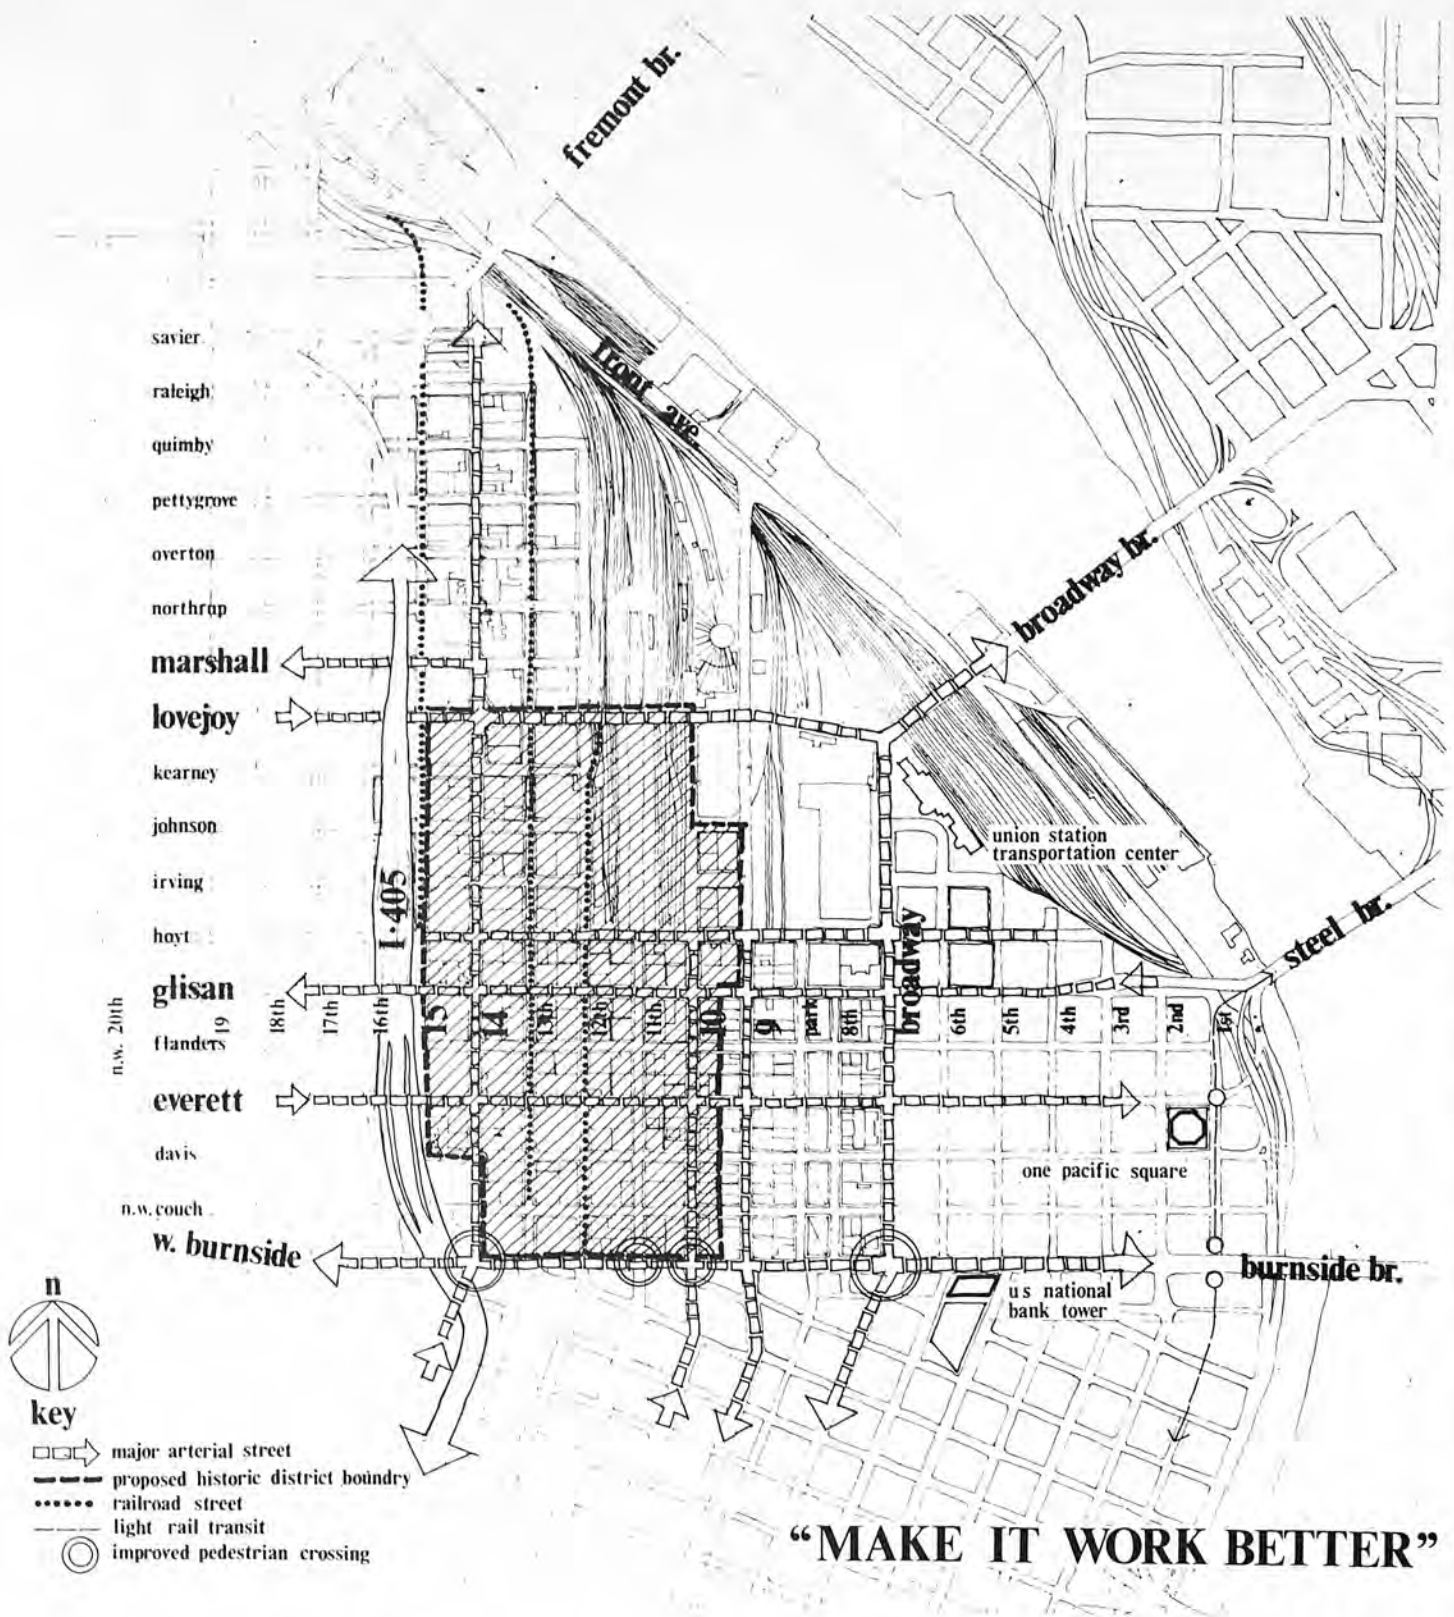 fremont br.
savier
raleigh
quimby
pettygrove
overton
northrup
marshall
lovejoy
kearney
johnson
irving
hoyt
glisan
flanders
everett
davis
n.w. couch
w. burnside
front ave.
broadway br.
union station
transportation center
steel br.
I-405
broadway
n.w. 20th
19
18th
17th
16th
15
14
13th
12th
11th
10
9
park
8th
6th
5th
4th
3rd
2nd
1st
one pacific square
burnside br.
us national
bank tower
n
key
major arterial street
proposed historic district boundry
railroad street
light rail transit
improved pedestrian crossing
“MAKE IT WORK BETTER”